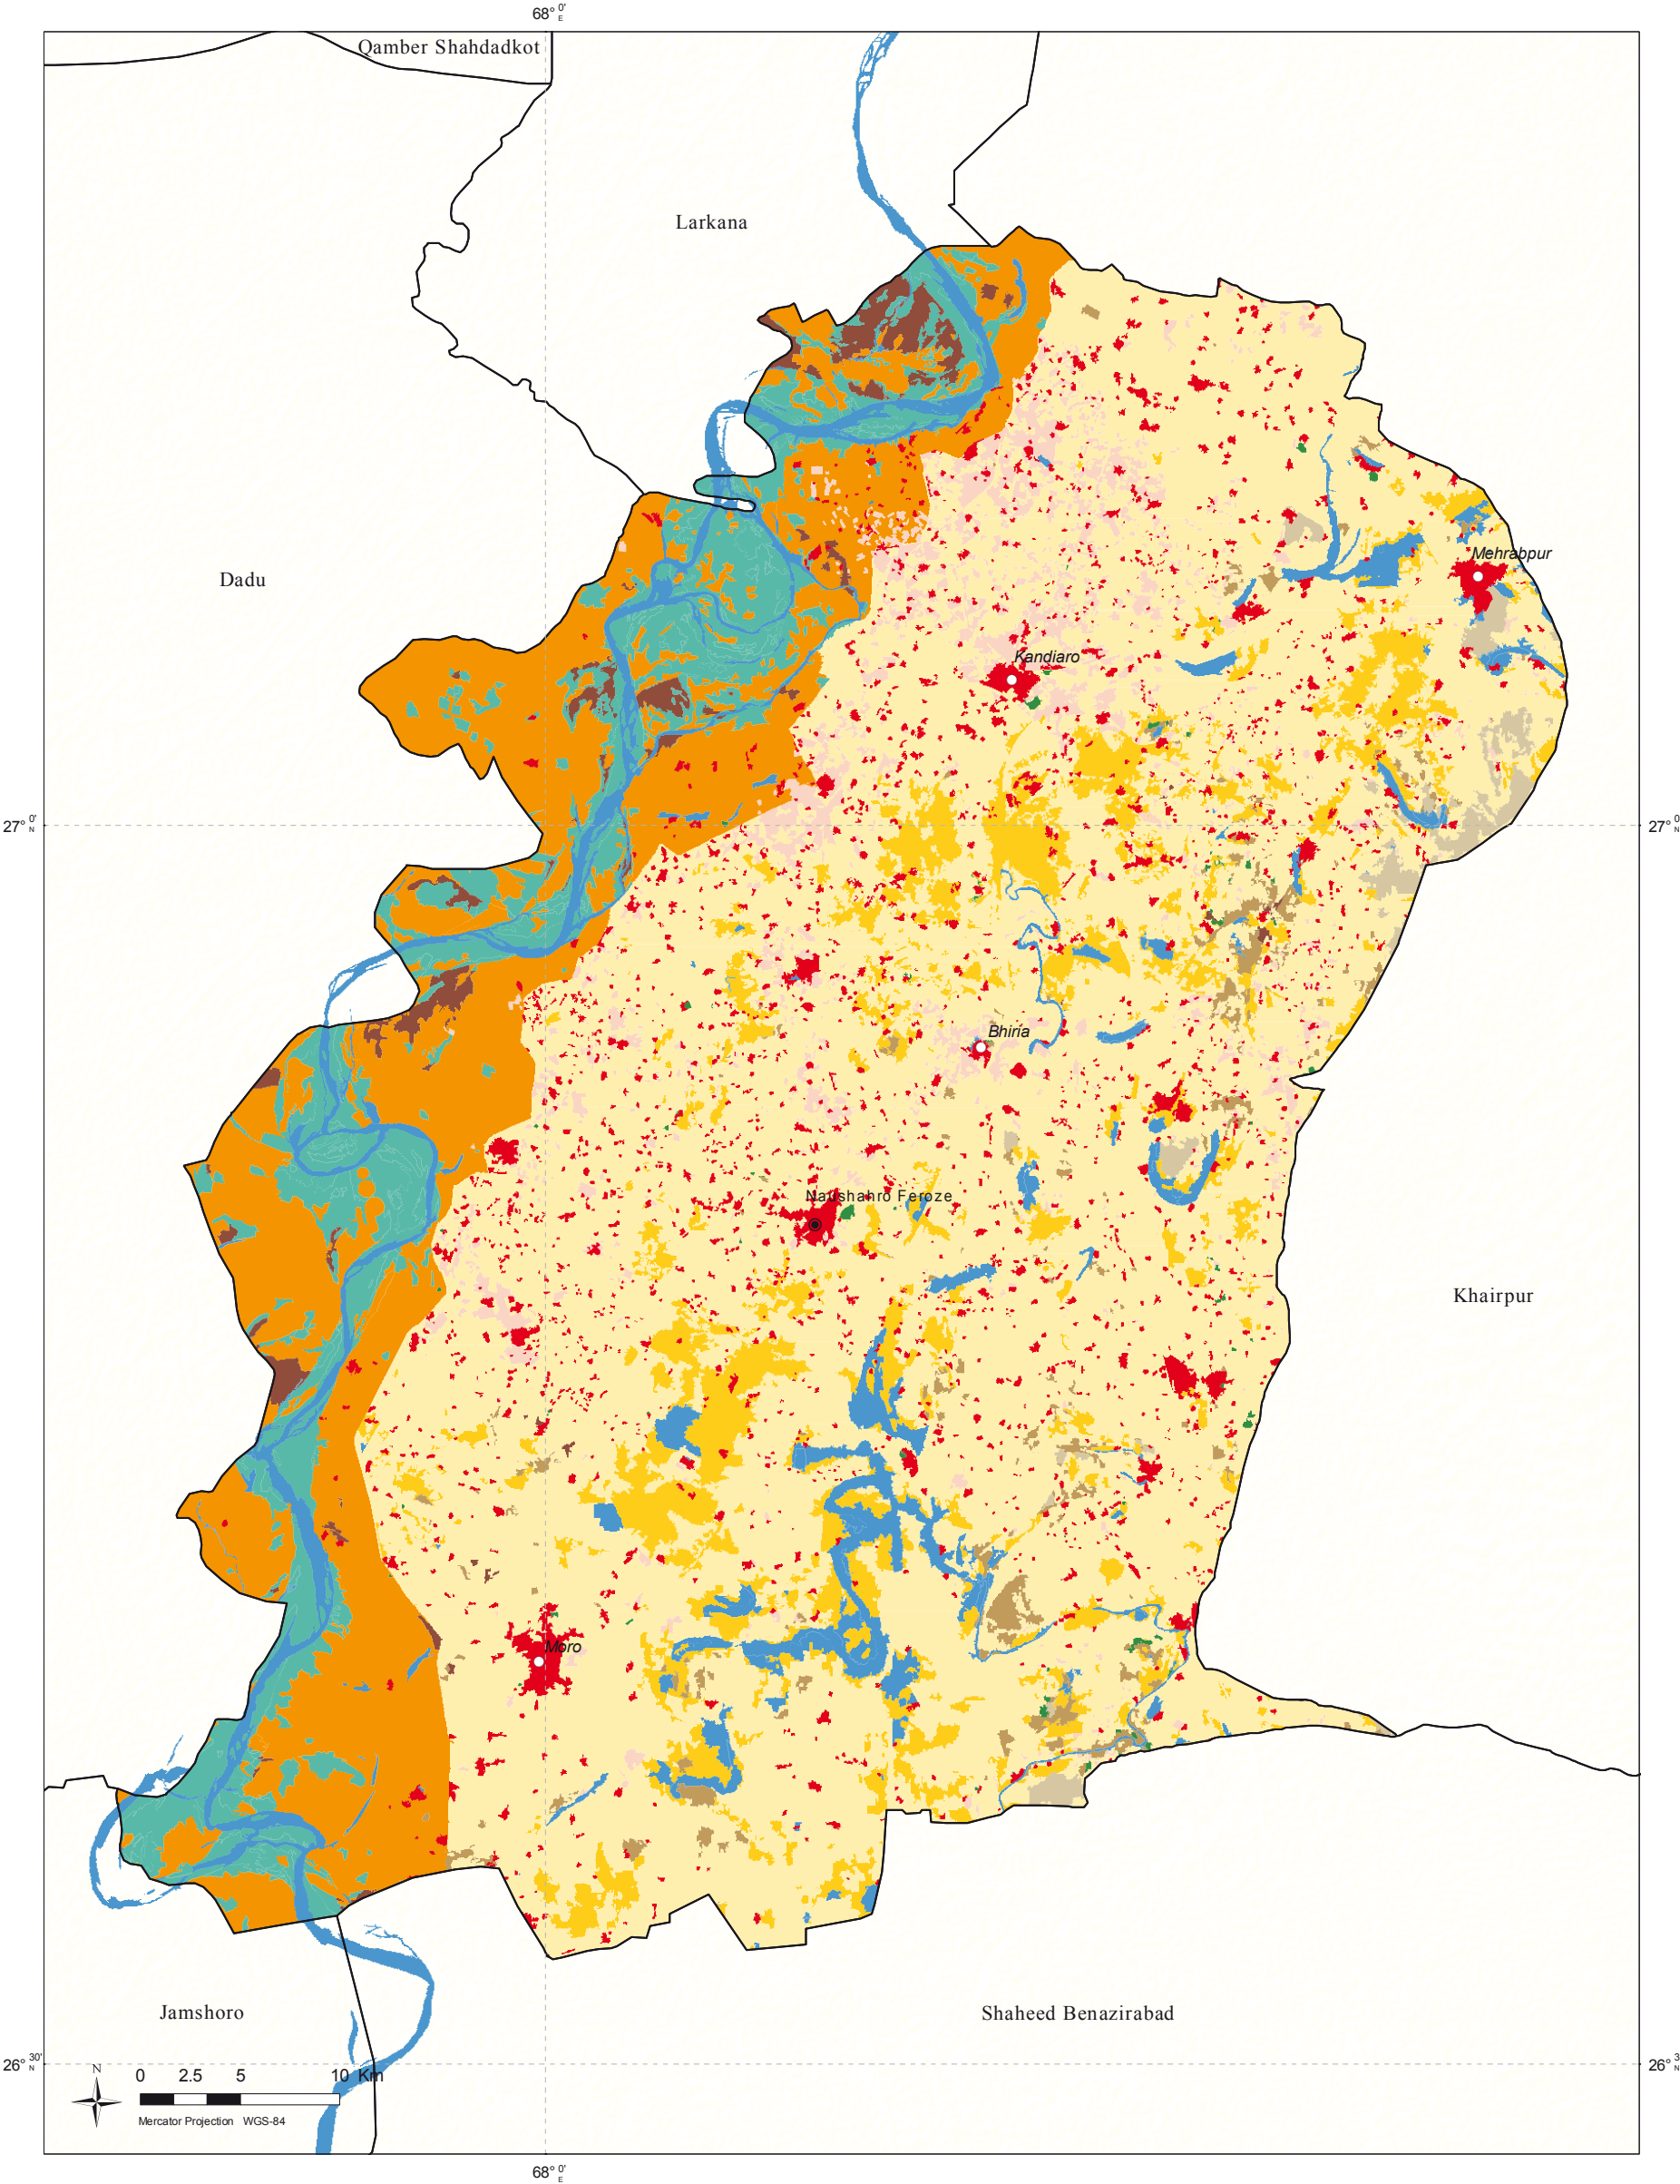 68° 0' E
Qamber Shahdadkot
Larkana
Mehrabpur
Dadu
Kandiaro
27° 0' N
27° 0 N
Bhiria
Naushahro Feroze
Khairpur
Moro
Jamshoro
Shaheed Benazirabad
26° 30' N
26° 3 N
N
0 2.5 5 10 Km
Mercator Projection WGS-84
68° 0' E